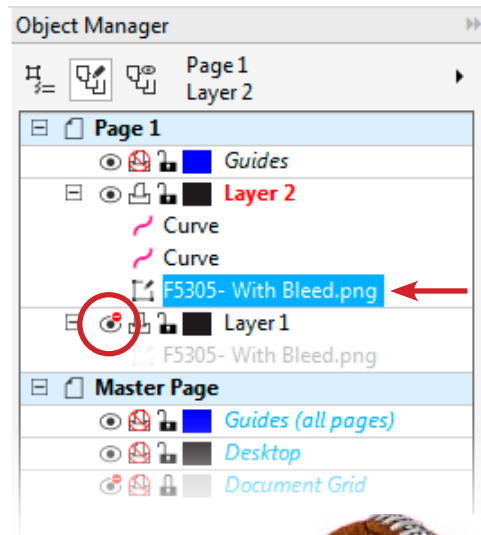 Object Manager
Page 1
Layer 2
Page 1
Guides
Layer 2
Curve
Curve
F5305- With Bleed.png
Layer 1
F5305- With Bleed.png
Master Page
Guides (all pages)
Desktop
Document Grid